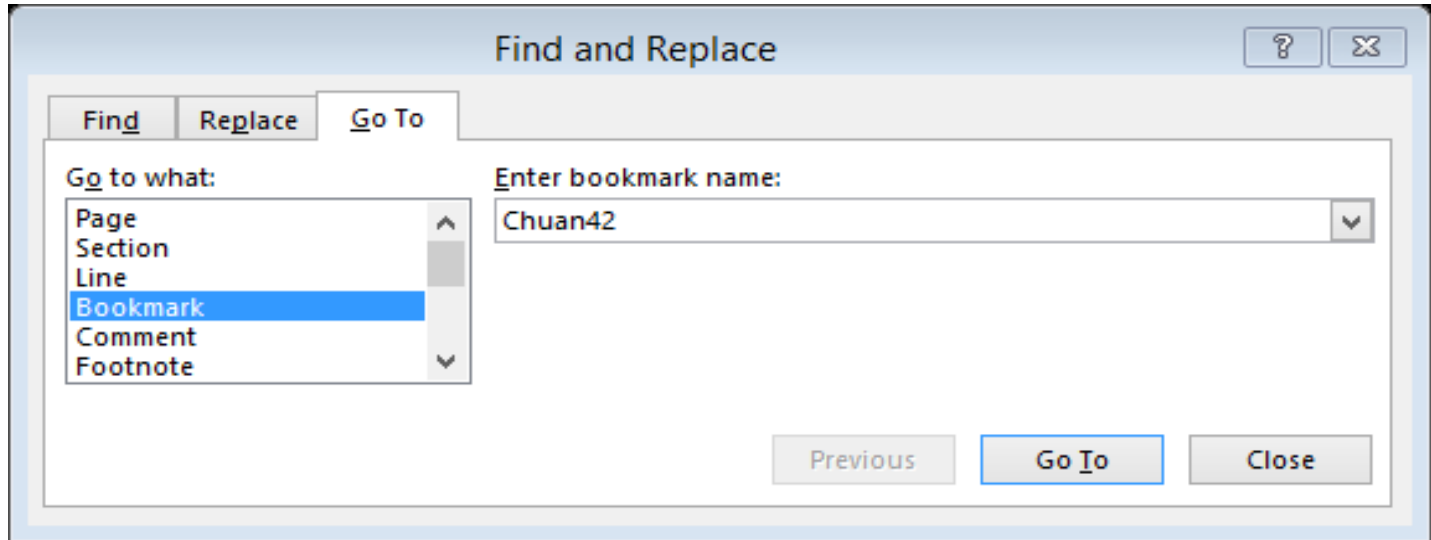 Find and Replace
?
Find Replace Go To
Go to what:
Page
Section
Line
Bookmark
Comment
Footnote
Enter bookmark name:
Chuan42
Previous Go To Close